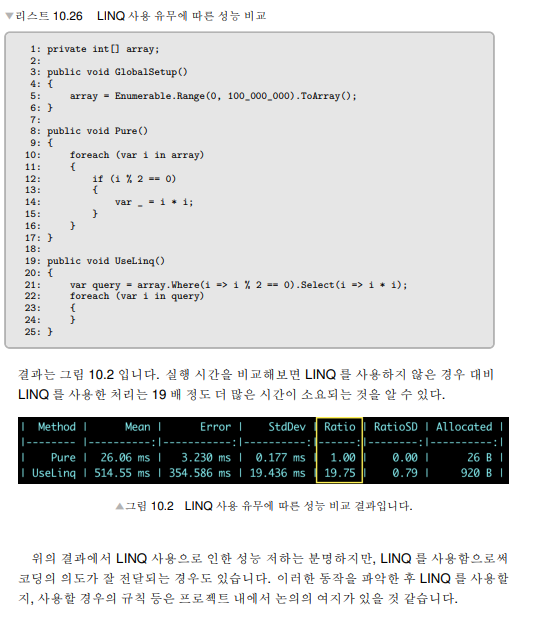 ▼리스트 10.26 LINQ 사용 유무에 따른 성능 비교
1: private int[] array;
2:
3: public void GlobalSetup()
4: {
5:     array = Enumerable.Range(0, 100_000_000).ToArray();
6: }
7:
8: public void Pure()
9: {
10:     foreach (var i in array)
11:     {
12:         if (i % 2 == 0)
13:         {
14:             var _ = i * i;
15:         }
16:     }
17: }
18:
19: public void UseLinq()
20: {
21:     var query = array.Where(i => i % 2 == 0).Select(i => i * i);
22:     foreach (var i in query)
23:     {
24:     }
25: }
결과는 그림 10.2 입니다. 실행 시간을 비교해보면 LINQ 를 사용하지 않은 경우 대비
LINQ 를 사용한 처리는 19 배 정도 더 많은 시간이 소요되는 것을 알 수 있다.
| Method | Mean | Error | StdDev | Ratio | RatioSD | Allocated |
|-------- |----------:|-----------:|----------:|------:|--------:|----------:|
| Pure | 26.06 ms | 3.230 ms | 0.177 ms | 1.00 | 0.00 | 26 B |
| UseLinq | 514.55 ms | 354.586 ms | 19.436 ms | 19.75 | 0.79 | 920 B |
▲그림 10.2 LINQ 사용 유무에 따른 성능 비교 결과입니다.
위의 결과에서 LINQ 사용으로 인한 성능 저하는 분명하지만, LINQ 를 사용함으로써
코딩의 의도가 잘 전달되는 경우도 있습니다. 이러한 동작을 파악한 후 LINQ 를 사용할
지, 사용할 경우의 규칙 등은 프로젝트 내에서 논의의 여지가 있을 것 같습니다.